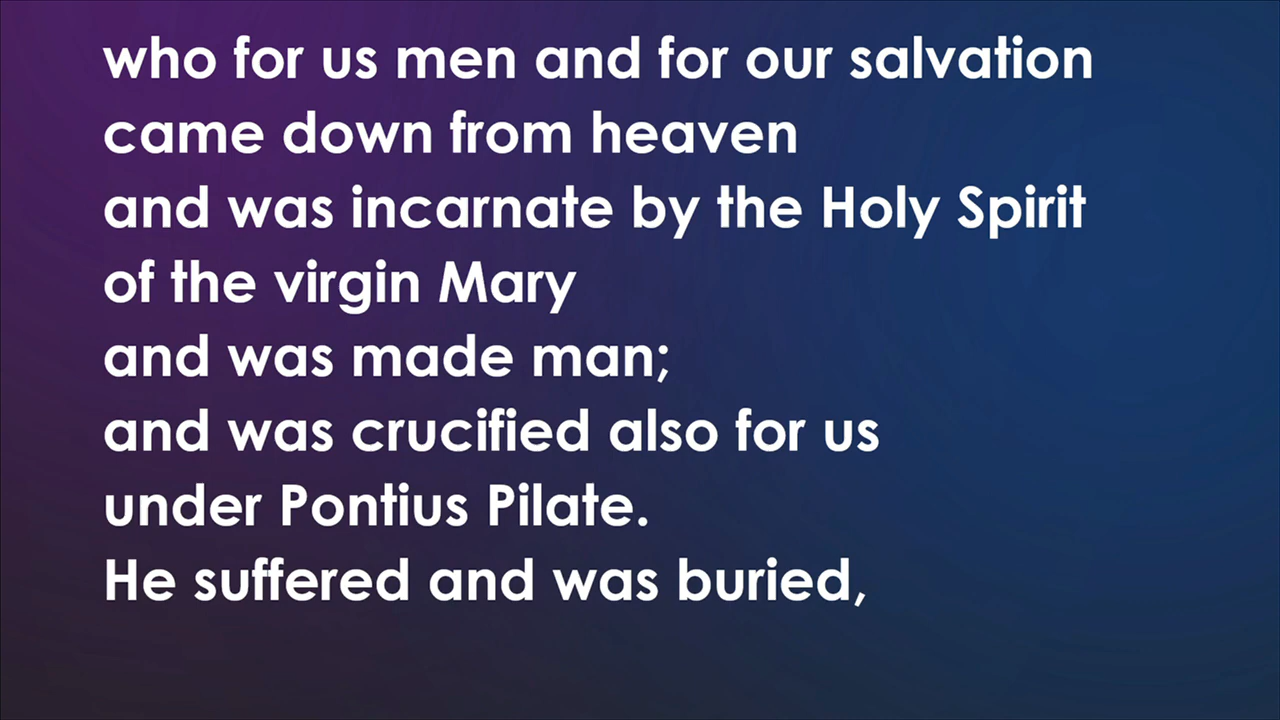 who for us men and for our salvation
came down from heaven
and was incarnate by the Holy Spirit
of the virgin Mary
and was made man;
and was crucified also for us
under Pontius Pilate.
He suffered and was buried,